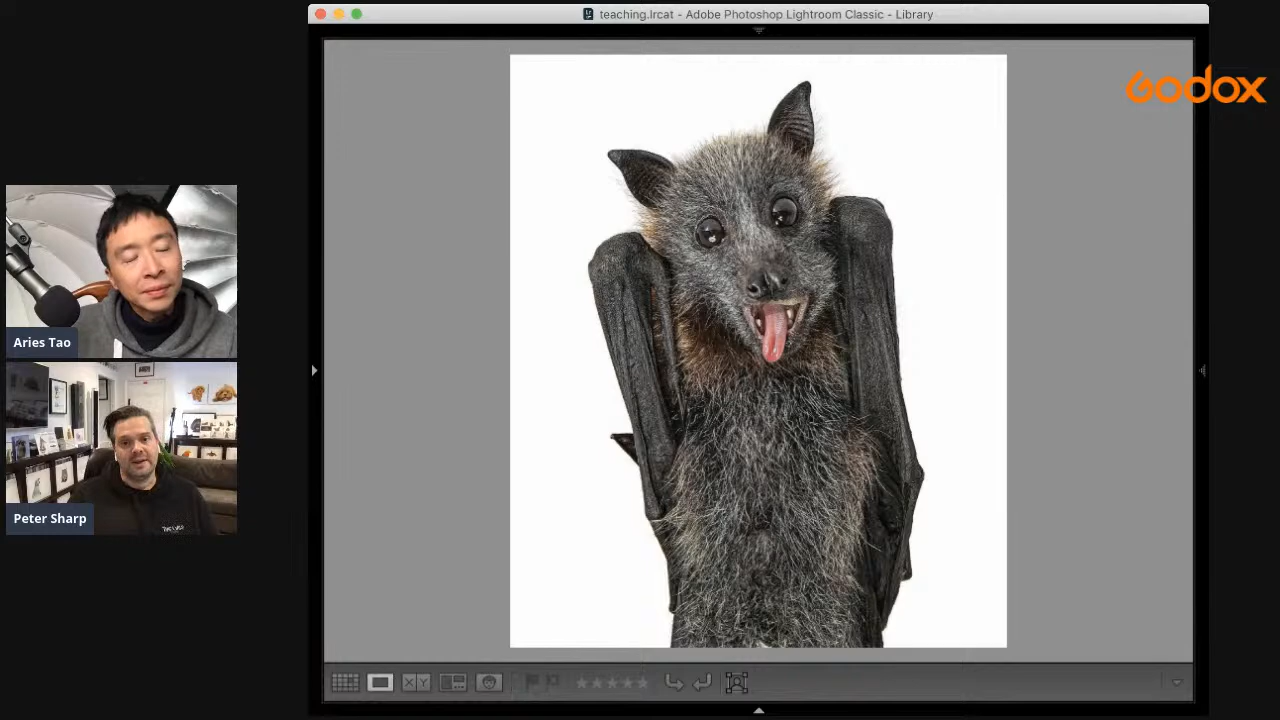 teaching.lrcat - Adobe Photoshop Lightroom Classic - Library
Godox
Aries Tao
Peter Sharp
X Y